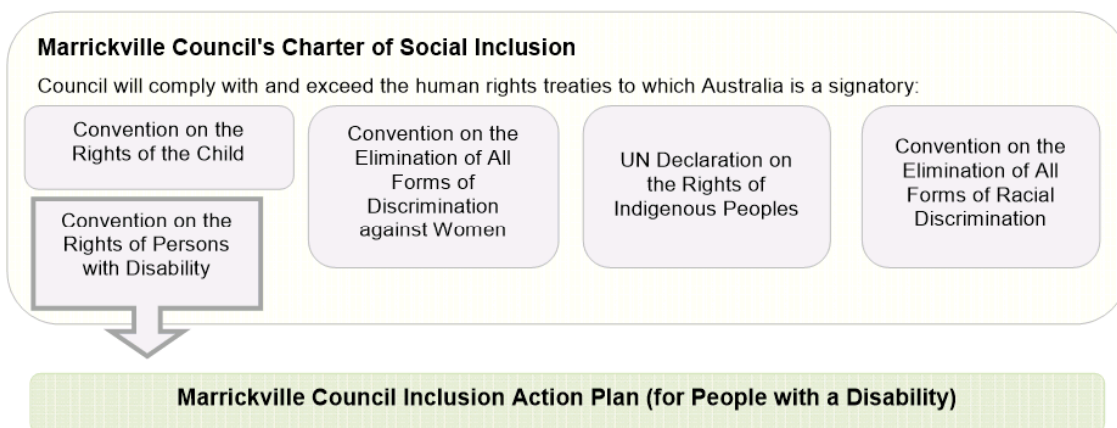 Marrickville Council's Charter of Social Inclusion
Council will comply with and exceed the human rights treaties to which Australia is a signatory:
Convention on the
Rights of the Child
Convention on the
Rights of Persons
with Disability
Convention on the
Elimination of All
Forms of
Discrimination
against Women
UN Declaration on
the Rights of
Indigenous Peoples
Convention on the
Elimination of All
Forms of Racial
Discrimination
Marrickville Council Inclusion Action Plan (for People with a Disability)